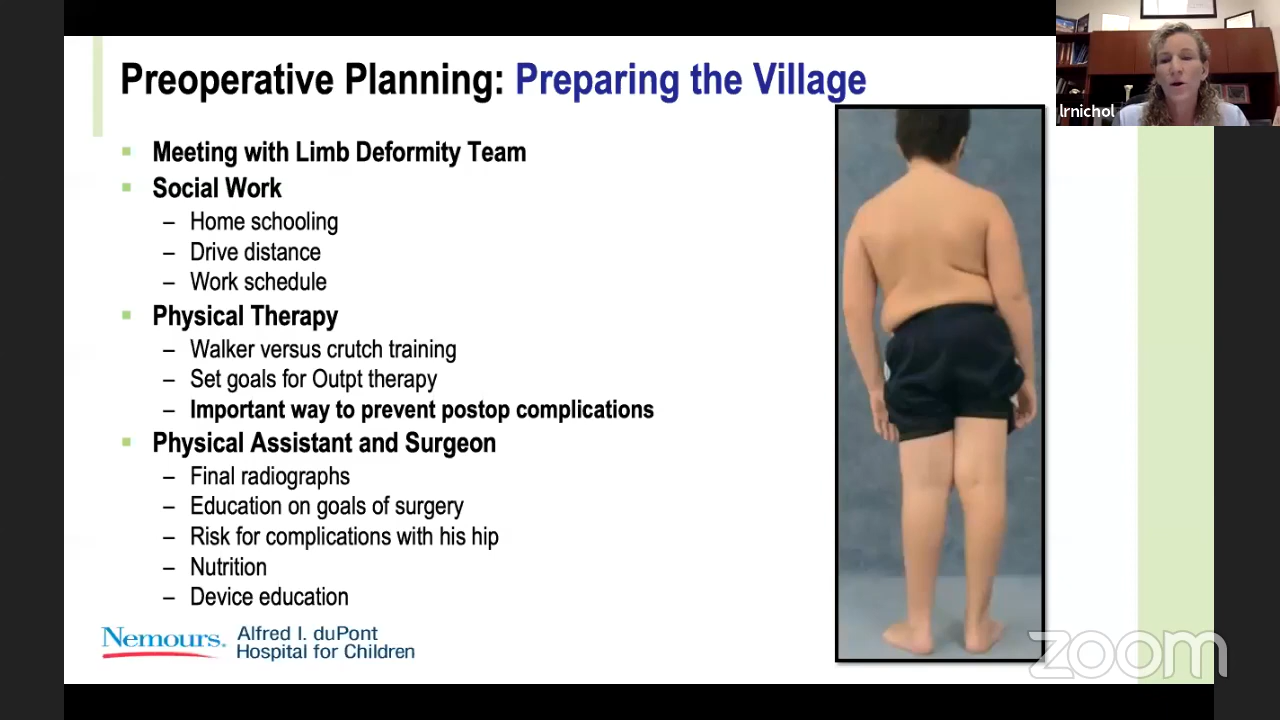 Preoperative Planning: Preparing the Village
lrnichol
Meeting with Limb Deformity Team
Social Work
– Home schooling
– Drive distance
– Work schedule
Physical Therapy
– Walker versus crutch training
– Set goals for Outpt therapy
– Important way to prevent postop complications
Physical Assistant and Surgeon
– Final radiographs
– Education on goals of surgery
– Risk for complications with his hip
– Nutrition
– Device education
Nemours. Alfred I. duPont
Hospital for Children
zoom